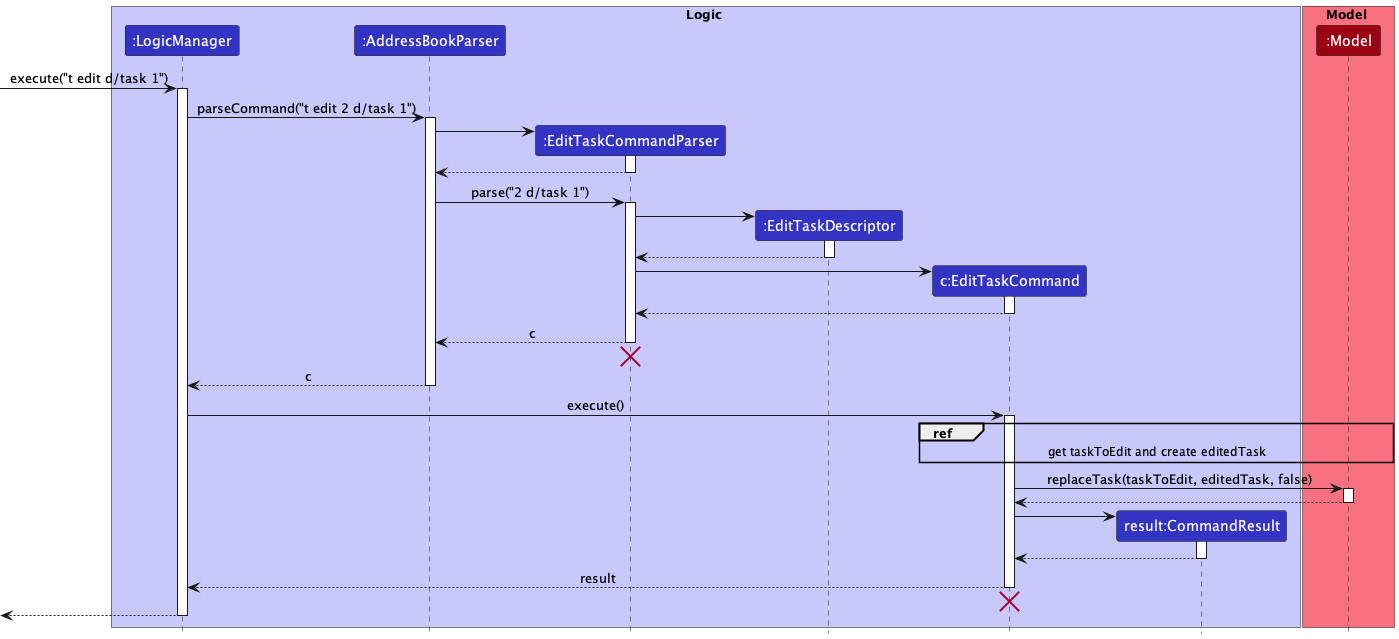 Logic
Model
:LogicManager
:AddressBookParser
:Model
execute("t edit d/task 1")
parseCommand("t edit 2 d/task 1")
:EditTaskCommandParser
parse("2 d/task 1")
:EditTaskDescriptor
c:EditTaskCommand
c
c
execute()
ref
get taskToEdit and create editedTask
replaceTask(taskToEdit, editedTask, false)
result:CommandResult
result